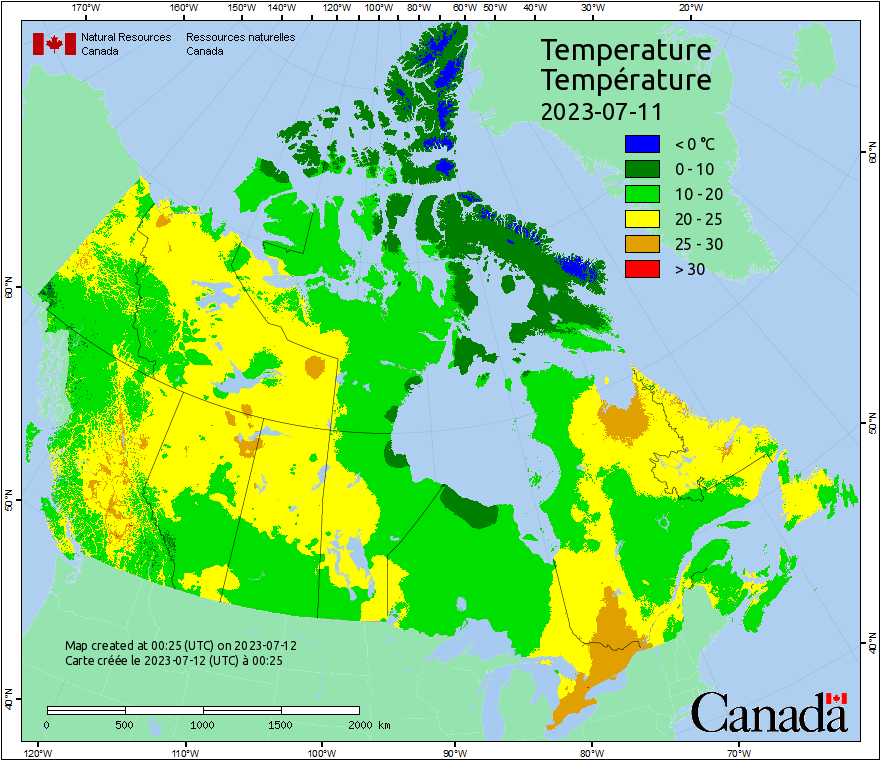 170°W 160°W 150°W 140°W 120°W 100°W 80°W 60°W 50°W 40°W 30°W 20°W
Natural Resources Ressources naturelles
Canada Canada
Temperature
Température
2023-07-11
< 0 °C
0 - 10
10 - 20
20 - 25
25 - 30
> 30
60°N
60°N
50°N
50°N
40°N
40°N
Map created at 00:25 (UTC) on 2023-07-12
Carte créée le 2023-07-12 (UTC) à 00:25
0 500 1000 1500 2000 km
Canada
120°W 110°W 100°W 90°W 80°W 70°W